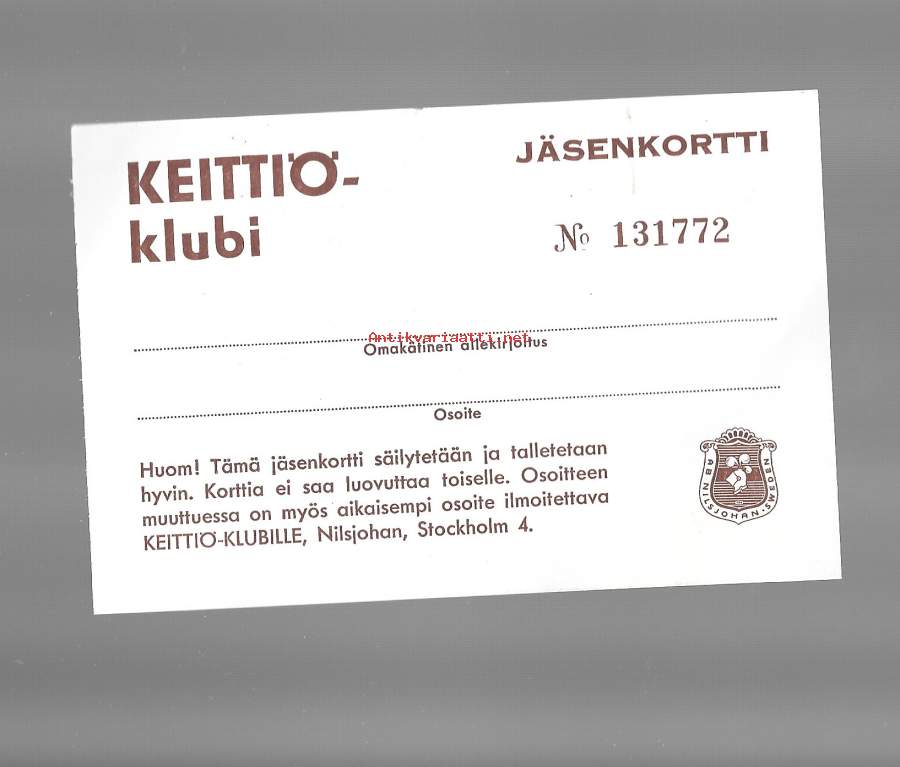 KEITTIÖ-
klubi
JÄSENKORTTI
№ 131772
Antikvariaatti.net
Omakätinen allekirjoitus
Osoite
Huom! Tämä jäsenkortti säilytetään ja talletetaan
hyvin. Korttia ei saa luovuttaa toiselle. Osoitteen
muuttuessa on myös aikaisempi osoite ilmoitettava
KEITTIÖ-KLUBILLE, Nilsjohan, Stockholm 4.
AB NILSJOHAN · SWEDEN